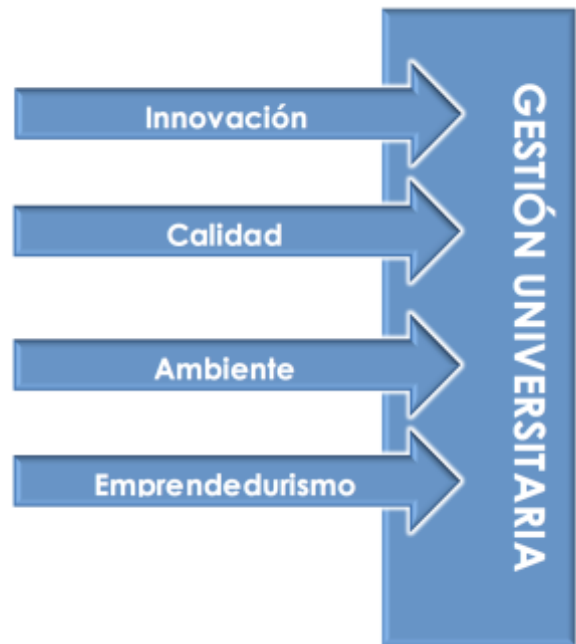 Innovación
Calidad
Ambiente
Emprendedurismo
GESTIÓN UNIVERSITARIA